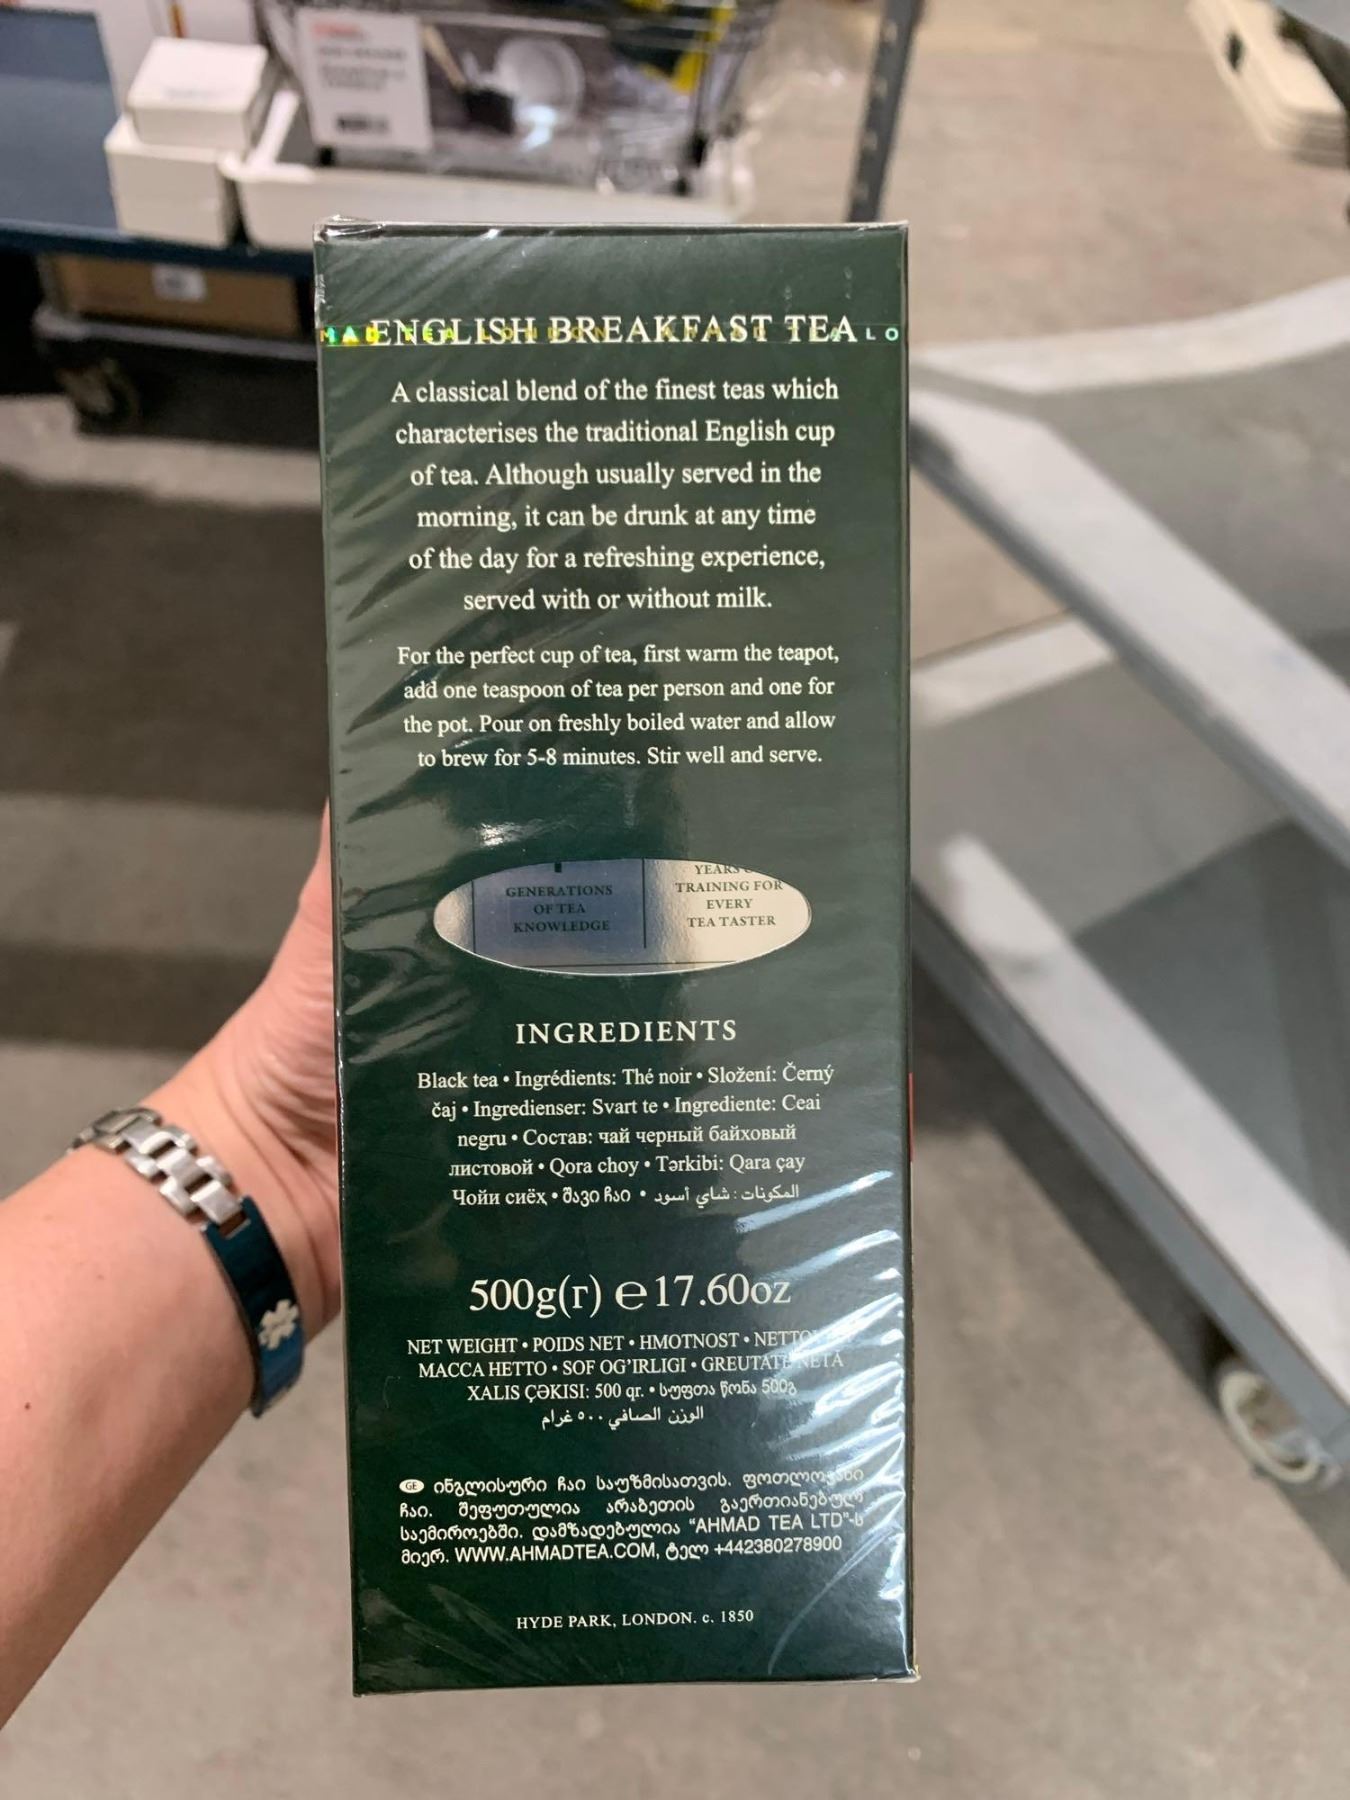 ENGLISH BREAKFAST TEA
A classical blend of the finest teas which
characterises the traditional English cup
of tea. Although usually served in the
morning, it can be drunk at any time
of the day for a refreshing experience,
served with or without milk.
For the perfect cup of tea, first warm the teapot,
add one teaspoon of tea per person and one for
the pot. Pour on freshly boiled water and allow
to brew for 5-8 minutes. Stir well and serve.
GENERATIONS
OF TEA
KNOWLEDGE
YEARS
TRAINING FOR
EVERY
TEA TASTER
INGREDIENTS
Black tea • Ingrédients: Thé noir • Složení: Černý
čaj • Ingredienser: Svart te • Ingrediente: Ceai
negru • Состав: чай черный байховый
листовой • Qora choy • Tərkibi: Qara çay
Чойи сиёҳ • შავი ჩაი • المكونات: شاي أسود
500g(г) ℮ 17.60oz
NET WEIGHT • POIDS NET • HMOTNOST • NETTO
МАССА НЕТТО • SOF OG'IRLIGI • GREUTATE NETĂ
XALIS ÇƏKISI: 500 qr. • სუფთა წონა 500გ
الوزن الصافي ٥٠٠ غرام
GE ინგლისური ჩაი საუზმისათვის. ფოთლოვანი
ჩაი. შეფუთულია არაბეთის გაერთიანებულ
საემიროებში. დამზადებულია "AHMAD TEA LTD"-ს
მიერ. WWW.AHMADTEA.COM, ტელ +442380278900
HYDE PARK, LONDON. c. 1850